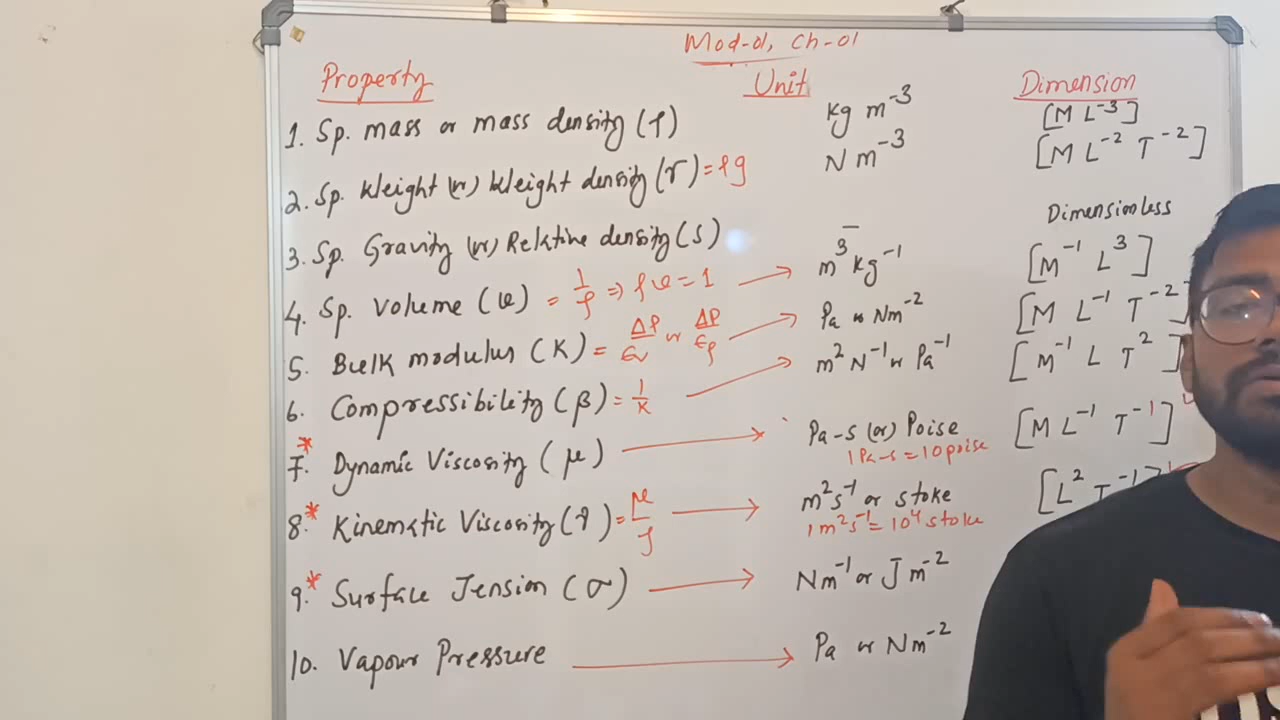 Mod-01, Ch-01
Property Unit Dimension
1. Sp. mass or mass density (ρ) kg m⁻³ [M L⁻³]
2. Sp. Weight (or) Weight density (γ) = ρg N m⁻³ [M L⁻² T⁻²]
3. Sp. Gravity (or) Relative density (S) – Dimensionless
4. Sp. Volume (v) = 1/ρ ⇒ ρv = 1 → m³ kg⁻¹ [M⁻¹ L³]
5. Bulk modulus (K) = ΔP/εv or ΔP/ερ → Pa or Nm⁻² [M L⁻¹ T⁻²]
6. Compressibility (β) = 1/K → m² N⁻¹ or Pa⁻¹ [M⁻¹ L T²]
*7. Dynamic Viscosity (μ) → Pa-s (or) Poise [M L⁻¹ T⁻¹]
1 Pa-s = 10 poise
8.* Kinematic Viscosity (ν) = μ/ρ → m² s⁻¹ or stoke [L² T⁻¹]
1 m² s⁻¹ = 10⁴ stoke
9.* Surface Tension (σ) → Nm⁻¹ or J m⁻²
10. Vapour Pressure → Pa or Nm⁻²